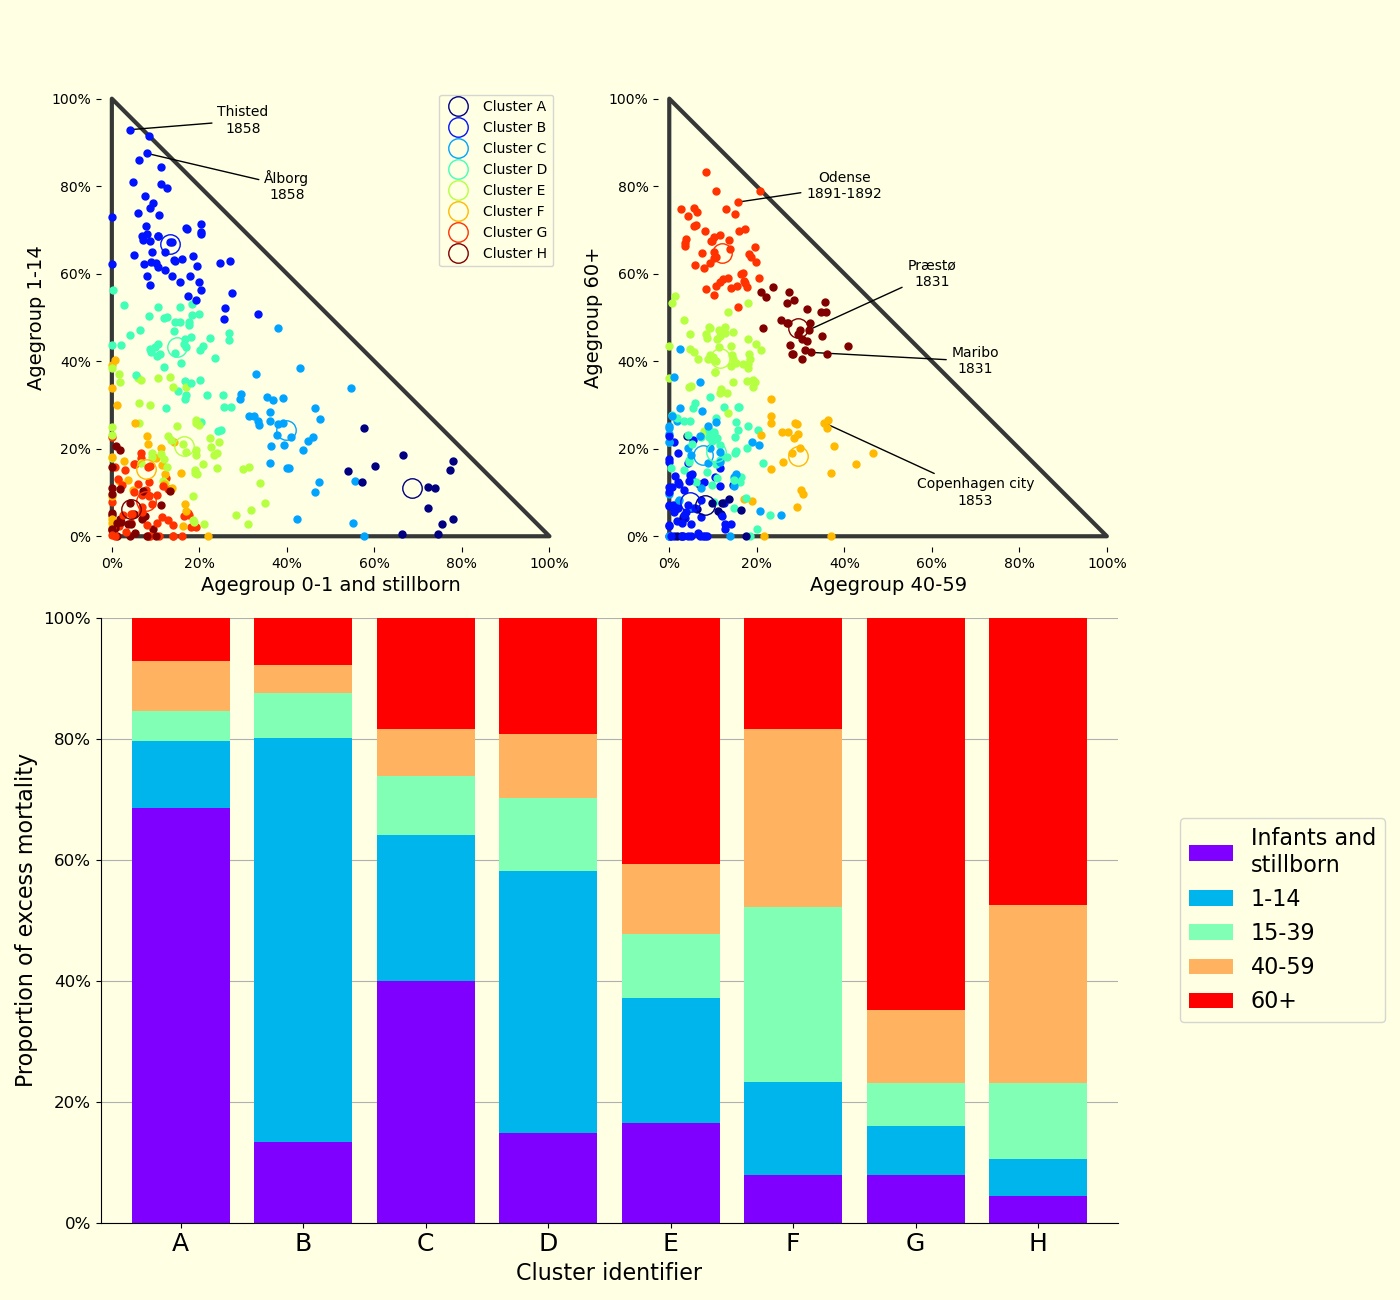 100%
80%
60%
40%
20%
0%
Agegroup 1-14
0%
20%
40%
60%
80%
100%
Agegroup 0-1 and stillborn
Thisted
1858
Ålborg
1858
Cluster A
Cluster B
Cluster C
Cluster D
Cluster E
Cluster F
Cluster G
Cluster H
100%
80%
60%
40%
20%
0%
Agegroup 60+
0%
20%
40%
60%
80%
100%
Agegroup 40-59
Odense
1891-1892
Præstø
1831
Maribo
1831
Copenhagen city
1853
100%
80%
60%
40%
20%
0%
Proportion of excess mortality
A
B
C
D
E
F
G
H
Cluster identifier
Infants and
stillborn
1-14
15-39
40-59
60+